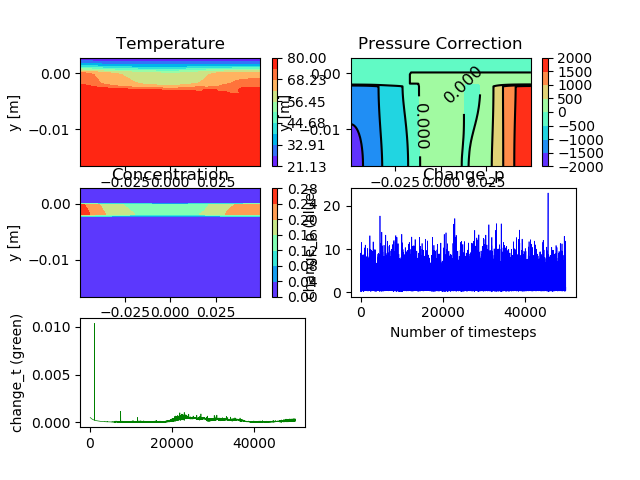 Temperature
y [m]
0.00
−0.01
−0.025 0.000 0.025
80.00
68.23
56.45
44.68
32.91
21.13
Pressure Correction
y [m]
0.00
−0.01
0.000
0.000
−0.025 0.000 0.025
2000
1500
1000
500
0
−500
−1000
−1500
−2000
Concentration
y [m]
0.00
−0.01
−0.025 0.000 0.025
0.28
0.24
0.20
0.16
0.12
0.08
0.04
0.00
Change_p
20
10
0
0 20000 40000
Number of timesteps
change_t (green)
0.010
0.005
0.000
0 20000 40000